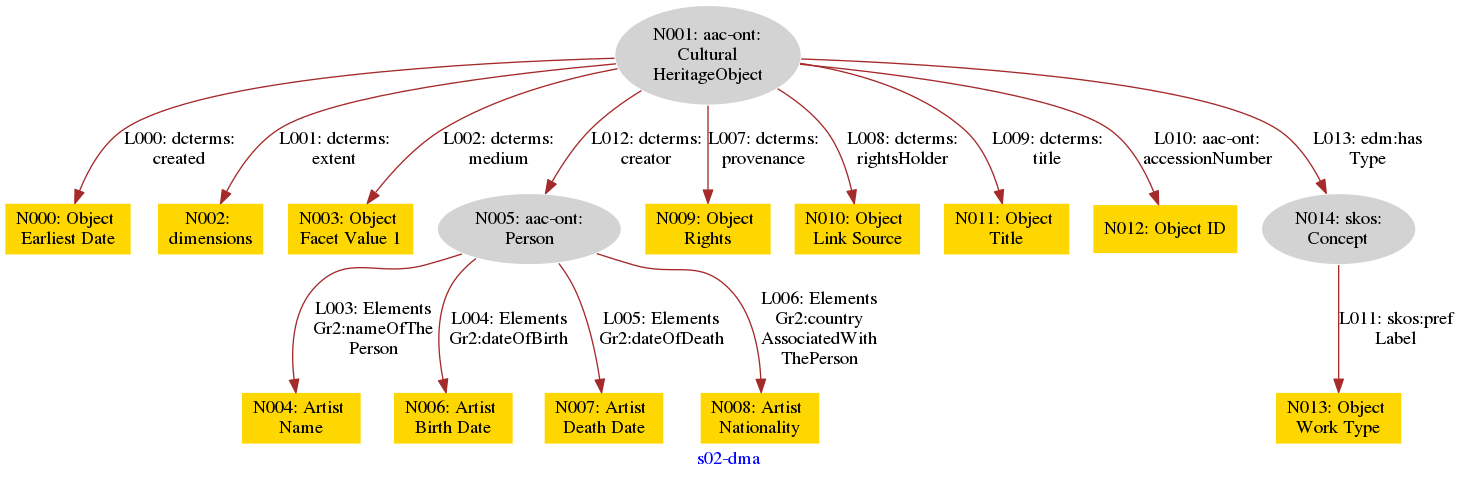 N001: aac-ont:
Cultural
HeritageObject
L000: dcterms:
created
L001: dcterms:
extent
L002: dcterms:
medium
L012: dcterms:
creator
L007: dcterms:
provenance
L008: dcterms:
rightsHolder
L009: dcterms:
title
L010: aac-ont:
accessionNumber
L013: edm:has
Type
N000: Object
Earliest Date
N002:
dimensions
N003: Object
Facet Value 1
N005: aac-ont:
Person
N009: Object
Rights
N010: Object
Link Source
N011: Object
Title
N012: Object ID
N014: skos:
Concept
L003: Elements
Gr2:nameOfThe
Person
L004: Elements
Gr2:dateOfBirth
L005: Elements
Gr2:dateOfDeath
L006: Elements
Gr2:country
AssociatedWith
ThePerson
L011: skos:pref
Label
N004: Artist
Name
N006: Artist
Birth Date
N007: Artist
Death Date
N008: Artist
Nationality
N013: Object
Work Type
s02-dma